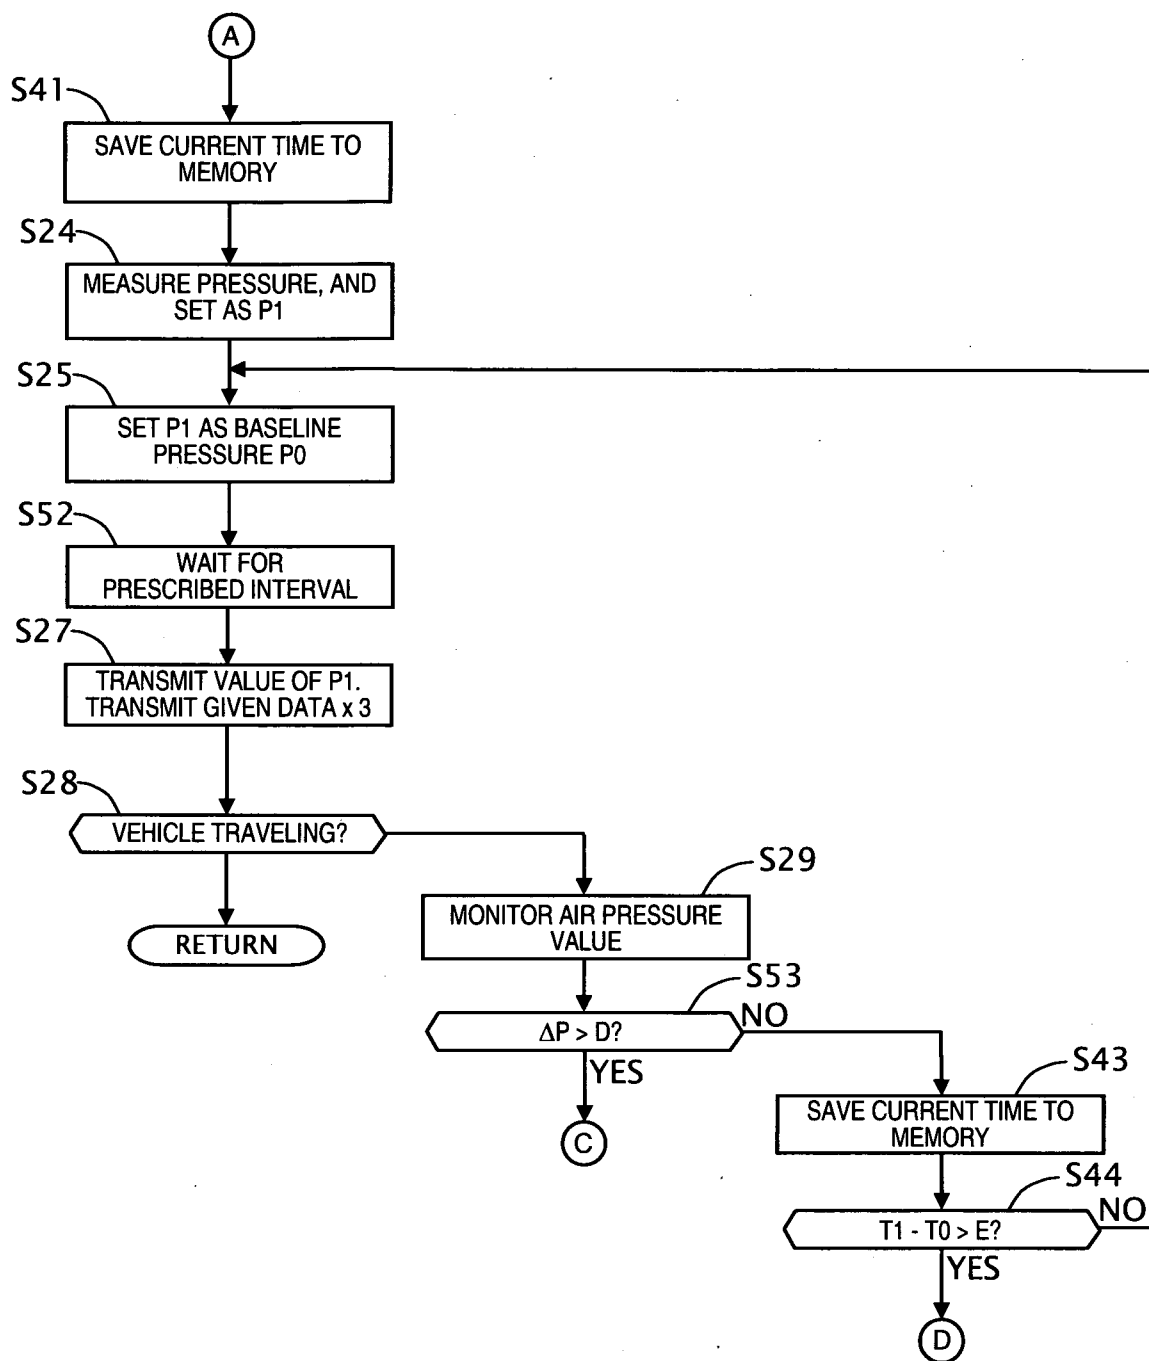 A
S41
SAVE CURRENT TIME TO
MEMORY
S24
MEASURE PRESSURE, AND
SET AS P1
S25
SET P1 AS BASELINE
PRESSURE P0
S52
WAIT FOR
PRESCRIBED INTERVAL
S27
TRANSMIT VALUE OF P1.
TRANSMIT GIVEN DATA x 3
S28
VEHICLE TRAVELING?
RETURN
S29
MONITOR AIR PRESSURE
VALUE
S53
ΔP > D?
NO
YES
C
S43
SAVE CURRENT TIME TO
MEMORY
S44
T1 - T0 > E?
NO
YES
D